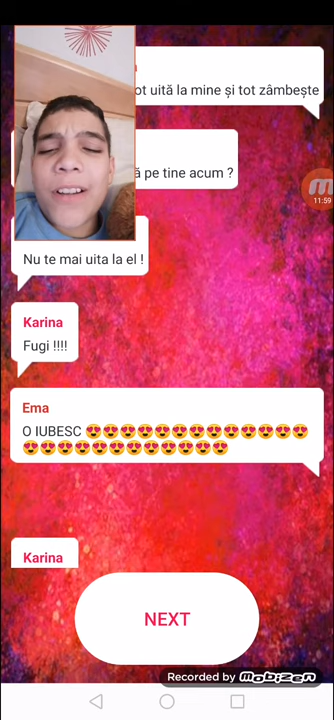 ot uită la mine și tot zâmbește
ă pe tine acum ?
11:59
Nu te mai uita la el !
Karina
Fugi !!!!
Ema
O IUBESC 😍😍😍😍😍😍😍😍😍😍😍😍😍
😍😍😍😍😍😍😍😍😍😍😍😍
Karina
NEXT
Recorded by mobizen